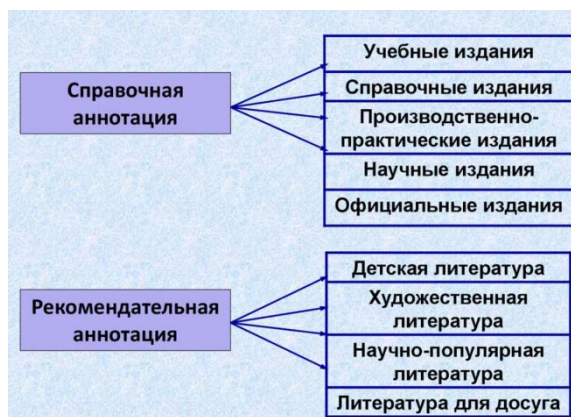 Справочная
аннотация
Учебные издания
Справочные издания
Производственно-
практические издания
Научные издания
Официальные издания
Рекомендательная
аннотация
Детская литература
Художественная
литература
Научно-популярная
литература
Литература для досуга